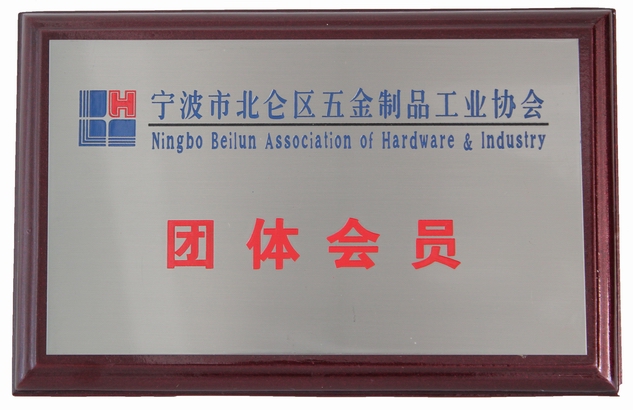 宁波市北仑区五金制品工业协会
Ningbo Beilun Association of Hardware & Industry
团体会员